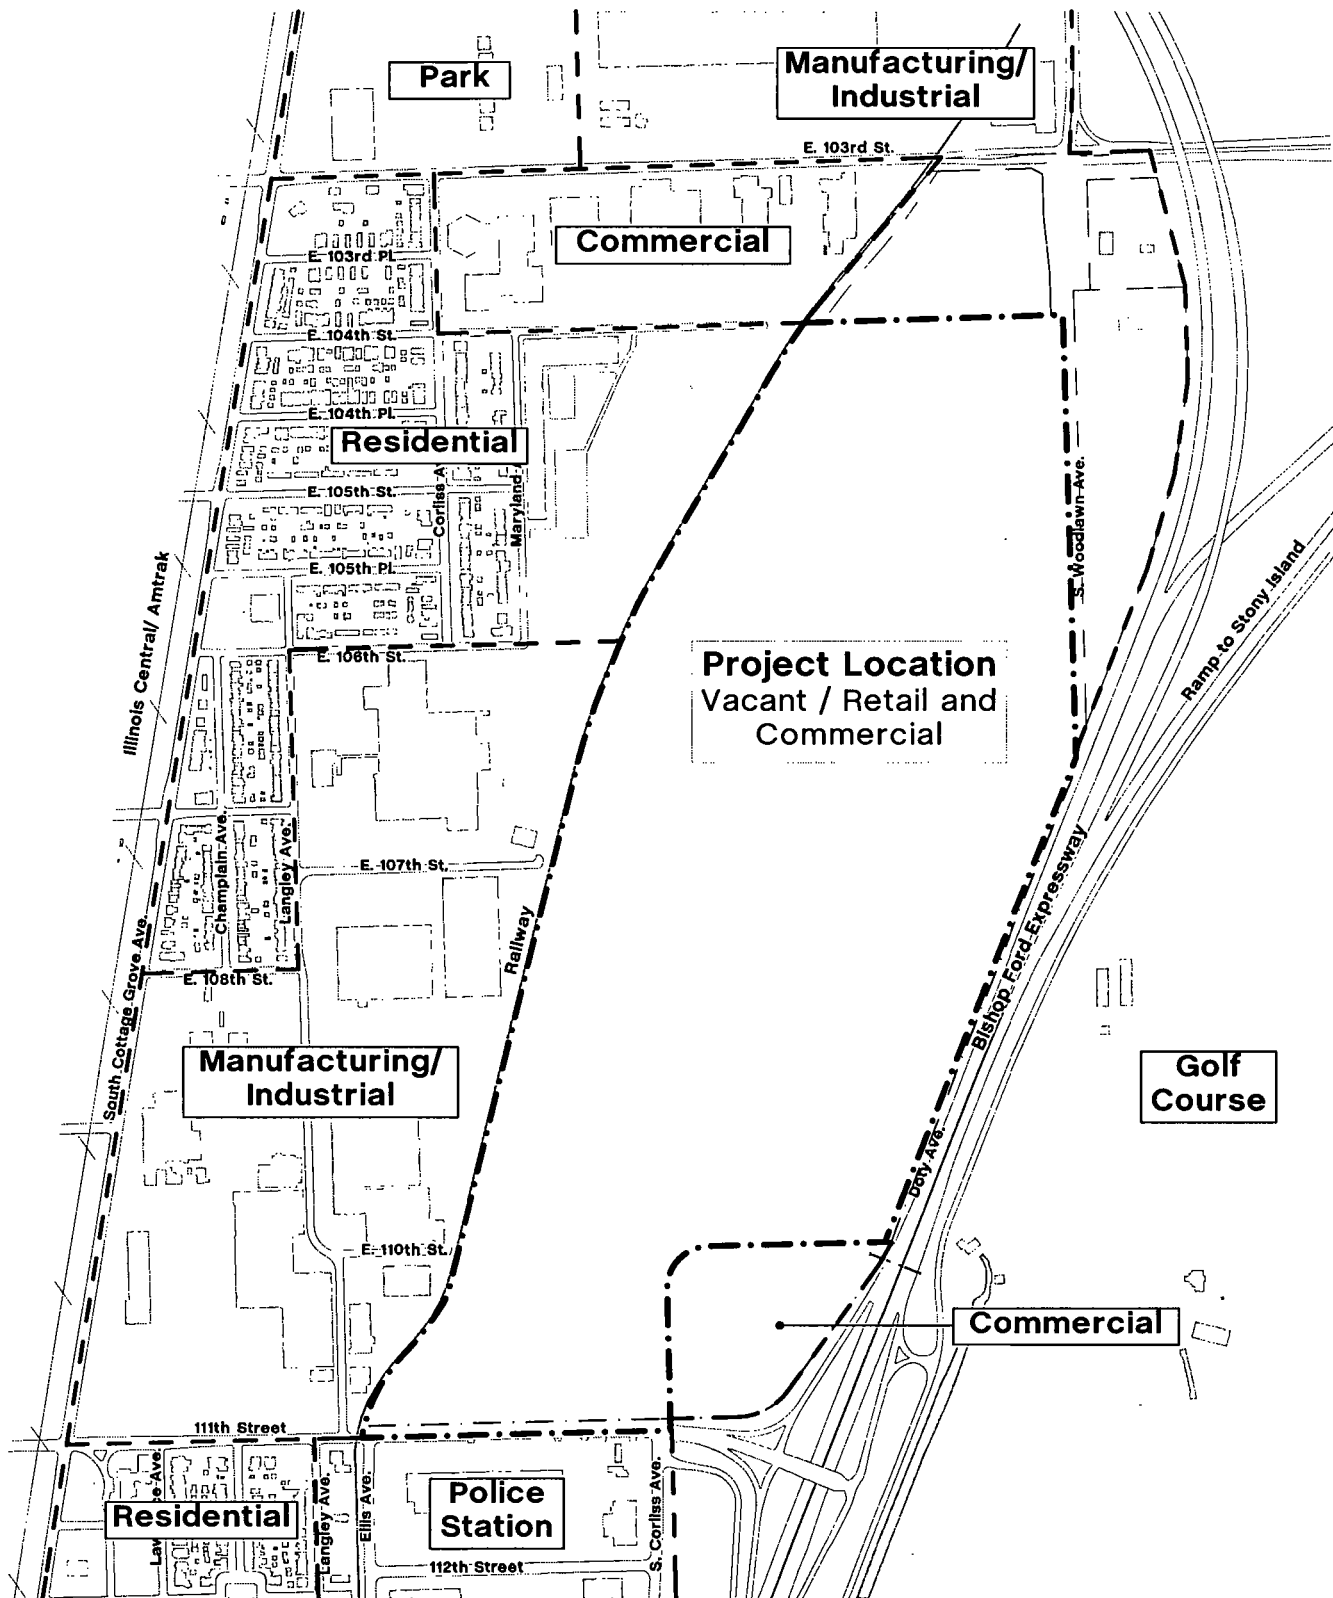 Park
Manufacturing/
Industrial
E. 103rd St.
Commercial
E. 103rd Pl.
E. 104th St.
E. 104th Pl.
Residential
Corliss A
Maryland A
E. 105th St.
S. Woodlawn Ave.
E. 105th Pl.
Illinois Central/ Amtrak
Ramp to Stony Island
E. 106th St.
Project Location
Vacant / Retail and
Commercial
Champlain Ave.
Langley Ave.
E. 107th St.
Bishop Ford Expressway
Railway
South Cottage Grove Ave.
E. 108th St.
Manufacturing/
Industrial
Golf
Course
Doty Ave.
E. 110th St.
Commercial
111th Street
Residential
Langley Ave.
Ellis Ave.
Police
Station
S. Corliss Ave.
112th Street